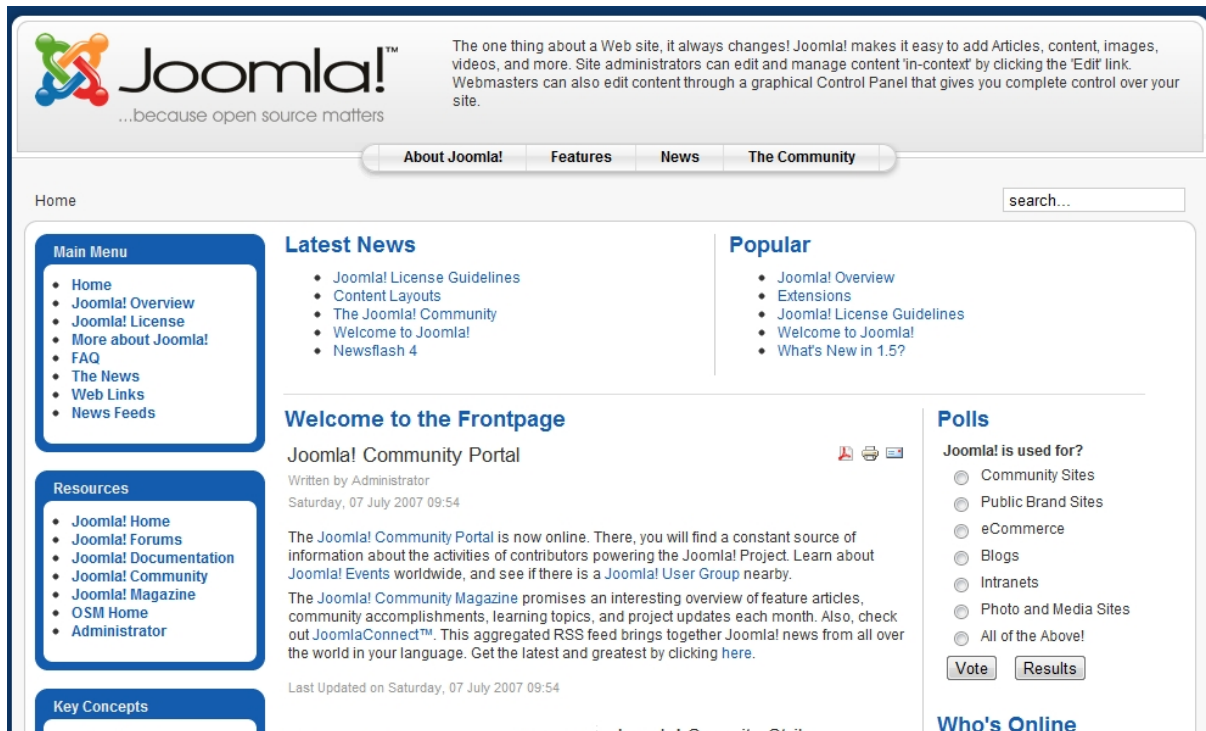 Joomla!™
...because open source matters
The one thing about a Web site, it always changes! Joomla! makes it easy to add Articles, content, images,
videos, and more. Site administrators can edit and manage content 'in-context' by clicking the 'Edit' link.
Webmasters can also edit content through a graphical Control Panel that gives you complete control over your
site.
About Joomla! Features News The Community
Home
search...
Main Menu
Home
Joomla! Overview
Joomla! License
More about Joomla!
FAQ
The News
Web Links
News Feeds
Resources
Joomla! Home
Joomla! Forums
Joomla! Documentation
Joomla! Community
Joomla! Magazine
OSM Home
Administrator
Key Concepts
Latest News
Joomla! License Guidelines
Content Layouts
The Joomla! Community
Welcome to Joomla!
Newsflash 4
Popular
Joomla! Overview
Extensions
Joomla! License Guidelines
Welcome to Joomla!
What's New in 1.5?
Welcome to the Frontpage
Joomla! Community Portal
Written by Administrator
Saturday, 07 July 2007 09:54
The Joomla! Community Portal is now online. There, you will find a constant source of
information about the activities of contributors powering the Joomla! Project. Learn about
Joomla! Events worldwide, and see if there is a Joomla! User Group nearby.
The Joomla! Community Magazine promises an interesting overview of feature articles,
community accomplishments, learning topics, and project updates each month. Also, check
out JoomlaConnect™. This aggregated RSS feed brings together Joomla! news from all over
the world in your language. Get the latest and greatest by clicking here.
Last Updated on Saturday, 07 July 2007 09:54
Polls
Joomla! is used for?
Community Sites
Public Brand Sites
eCommerce
Blogs
Intranets
Photo and Media Sites
All of the Above!
Vote Results
Who's Online